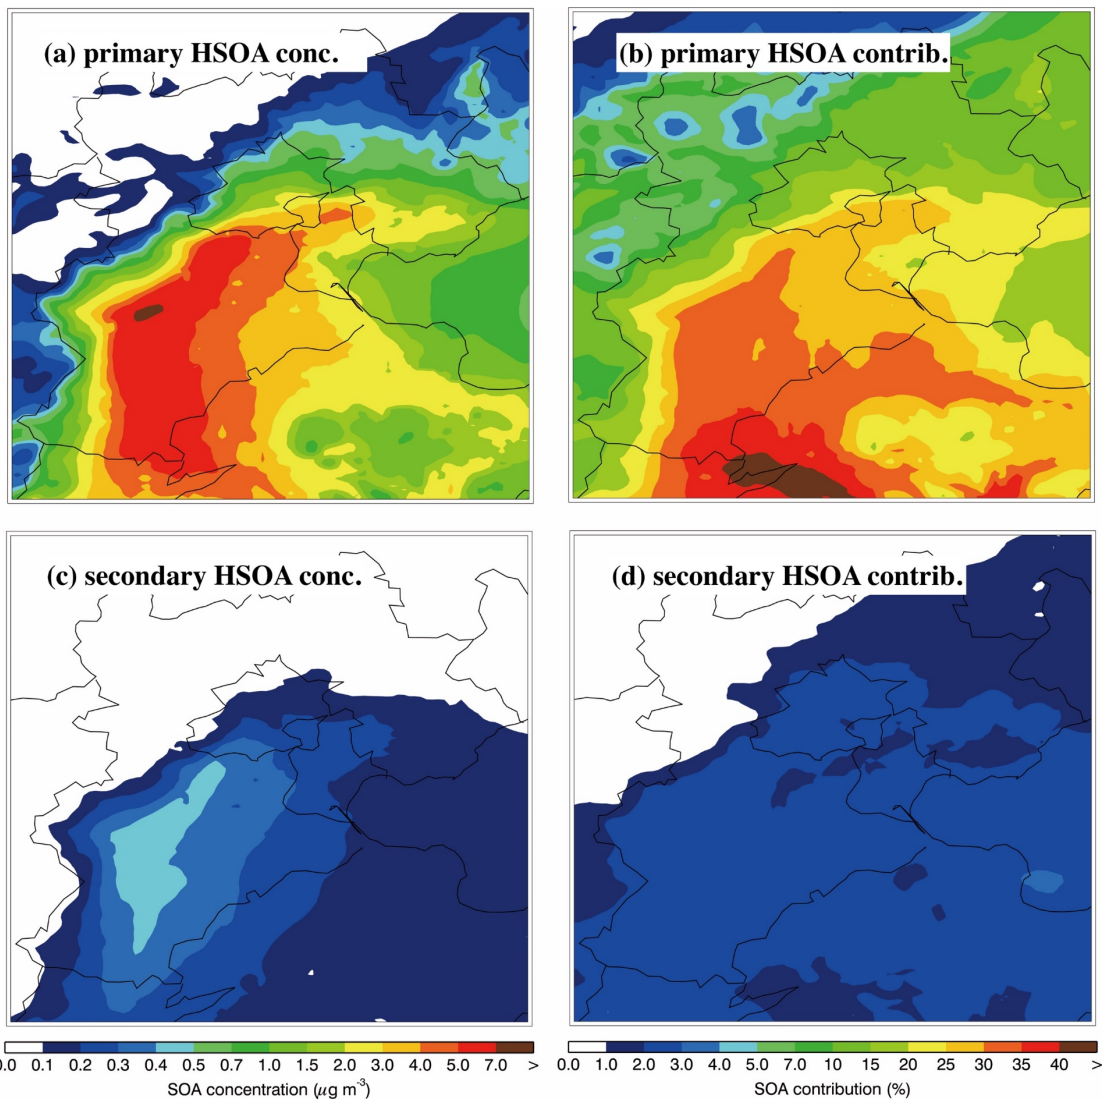 (a) primary HSOA conc.
(b) primary HSOA contrib.
(c) secondary HSOA conc.
(d) secondary HSOA contrib.
0.0 0.1 0.2 0.3 0.4 0.5 0.7 1.0 1.5 2.0 3.0 4.0 5.0 7.0 >
SOA concentration (μg m-3)
0.0 1.0 2.0 3.0 4.0 5.0 7.0 10 15 20 25 30 35 40 >
SOA contribution (%)